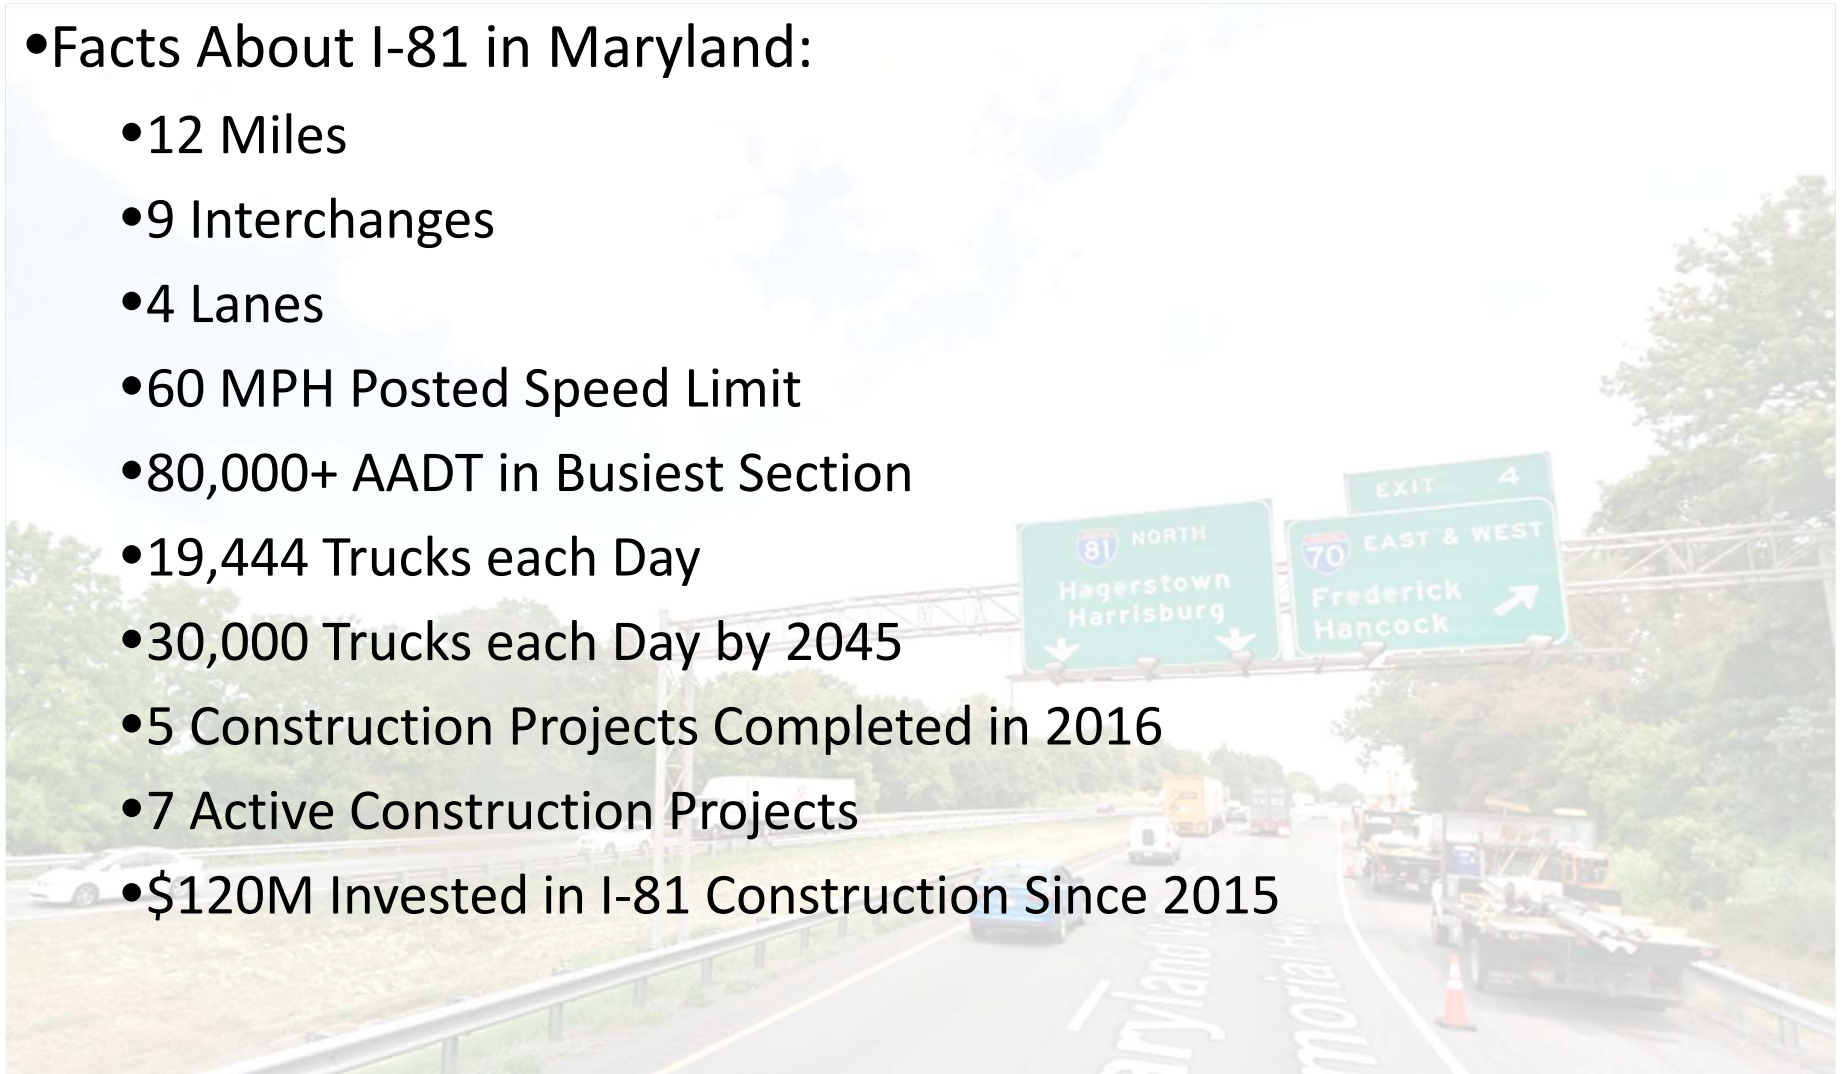 •Facts About I-81 in Maryland:
•12 Miles
•9 Interchanges
•4 Lanes
•60 MPH Posted Speed Limit
•80,000+ AADT in Busiest Section
•19,444 Trucks each Day
•30,000 Trucks each Day by 2045
•5 Construction Projects Completed in 2016
•7 Active Construction Projects
•$120M Invested in I-81 Construction Since 2015
EXIT 4
81 NORTH
Hagerstown
Harrisburg
70 EAST & WEST
Frederick
Hancock